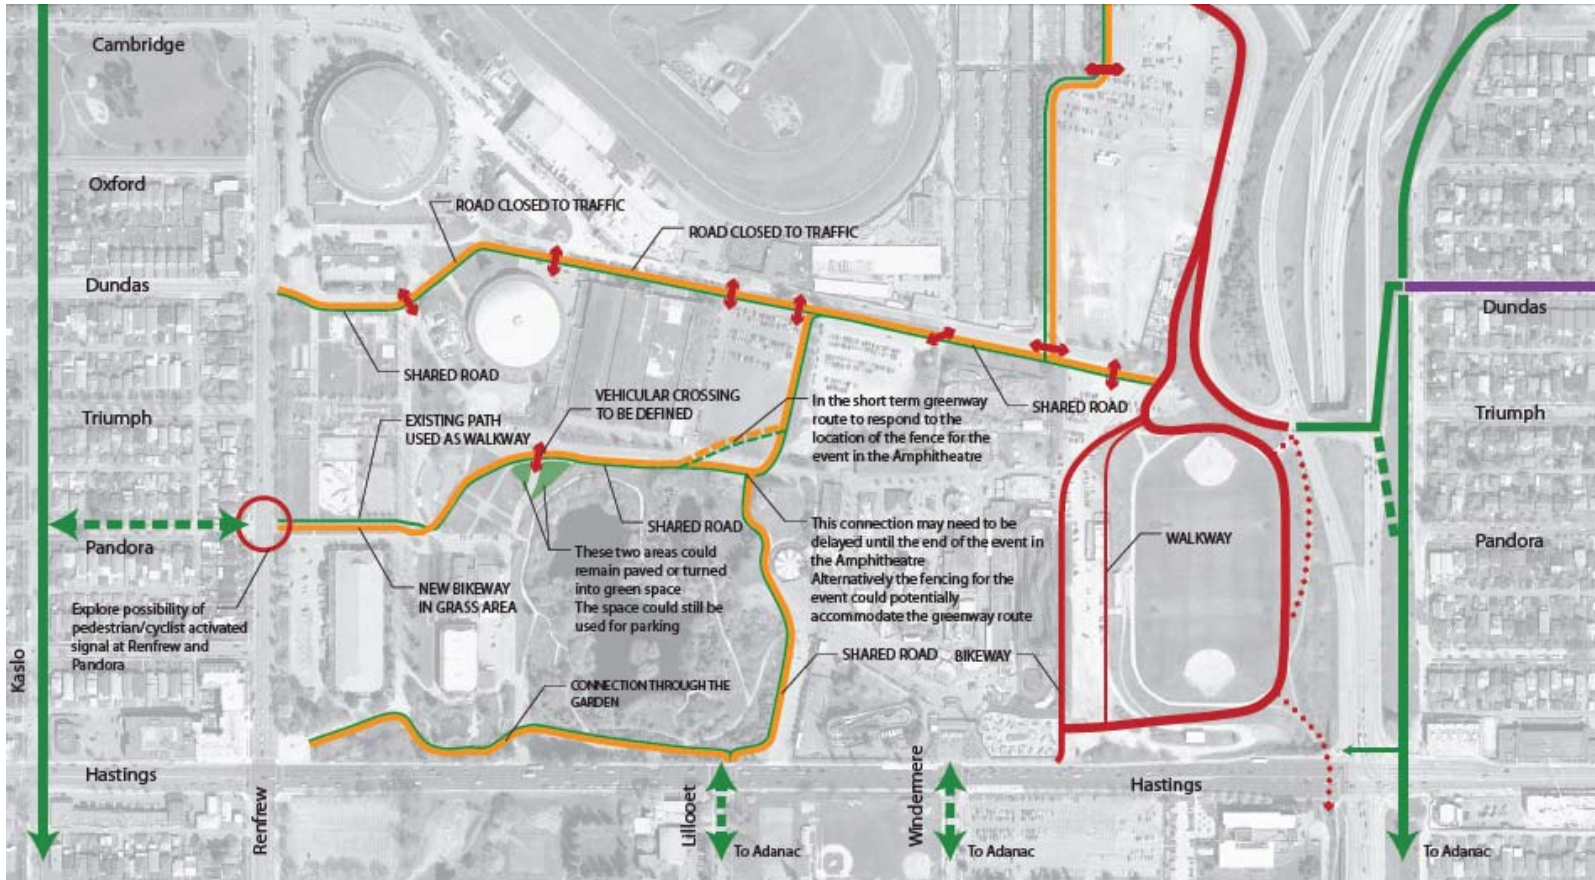 Cambridge
Oxford
ROAD CLOSED TO TRAFFIC
ROAD CLOSED TO TRAFFIC
Dundas
Dundas
SHARED ROAD
VEHICULAR CROSSING
TO BE DEFINED
In the short term greenway
route to respond to the
location of the fence for the
event in the Amphitheatre
SHARED ROAD
Triumph
EXISTING PATH
USED AS WALKWAY
Triumph
SHARED ROAD
This connection may need to be
delayed until the end of the event in
the Amphitheatre
Alternatively the fencing for the
event could potentially
accommodate the greenway route
WALKWAY
Pandora
Pandora
These two areas could
remain paved or turned
into green space
The space could still be
used for parking
NEW BIKEWAY
IN GRASS AREA
Explore possibility of
pedestrian/cyclist activated
signal at Renfrew and
Pandora
SHARED ROAD
BIKEWAY
Kaslo
CONNECTION THROUGH THE
GARDEN
Hastings
Hastings
Renfrew
Lillooet
Windermere
To Adanac
To Adanac
To Adanac